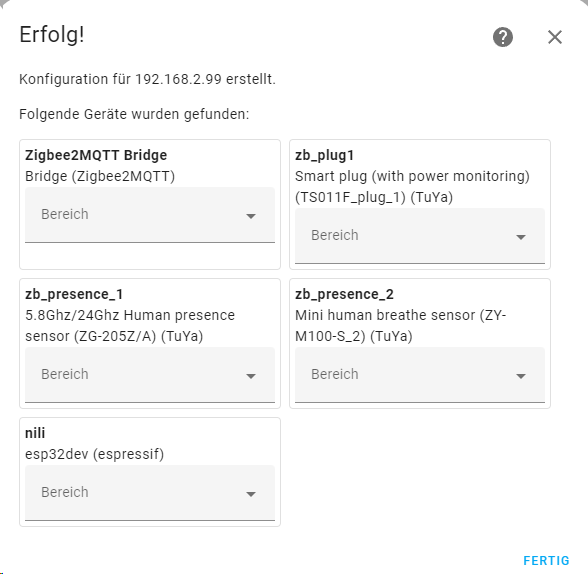 Erfolg!
Konfiguration für 192.168.2.99 erstellt.
Folgende Geräte wurden gefunden:
Zigbee2MQTT Bridge
Bridge (Zigbee2MQTT)
Bereich
zb_plug1
Smart plug (with power monitoring)
(TS011F_plug_1) (TuYa)
Bereich
zb_presence_1
5.8Ghz/24Ghz Human presence
sensor (ZG-205Z/A) (TuYa)
Bereich
zb_presence_2
Mini human breathe sensor (ZY-
M100-S_2) (TuYa)
Bereich
nili
esp32dev (espressif)
Bereich
FERTIG